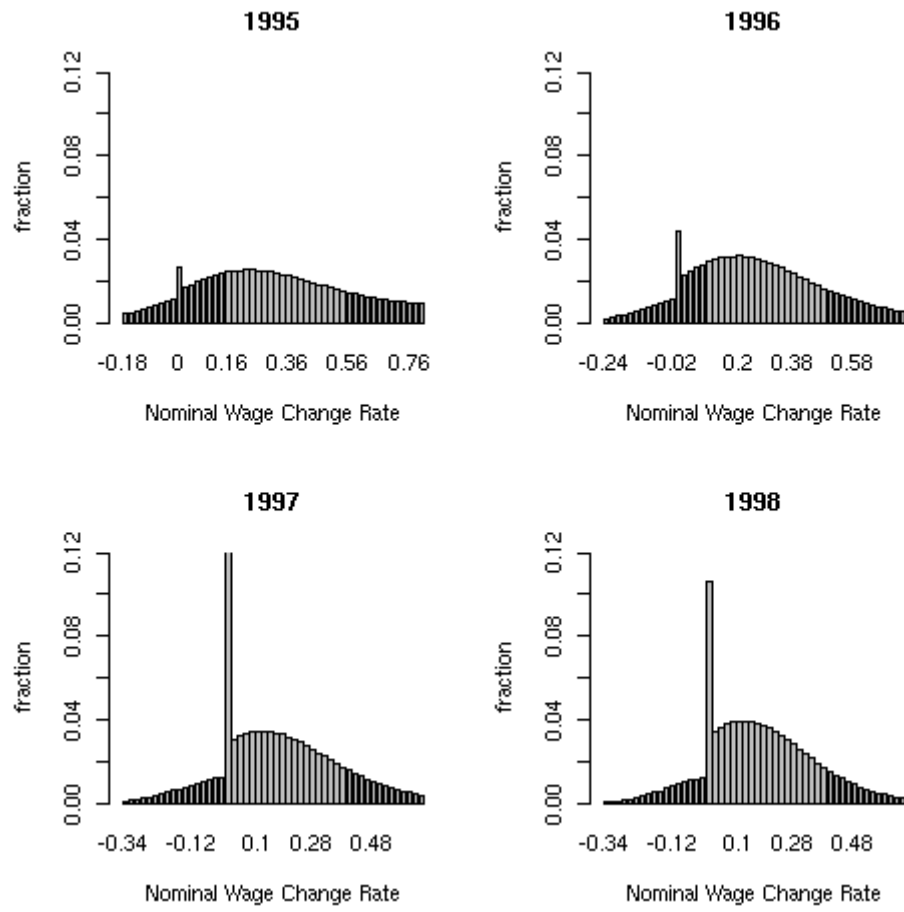 1995
0.12
0.08
0.04
0.00
fraction
-0.18 0 0.16 0.36 0.56 0.76
Nominal Wage Change Rate
1996
0.12
0.08
0.04
0.00
fraction
-0.24 -0.02 0.2 0.38 0.58
Nominal Wage Change Rate
1997
0.12
0.08
0.04
0.00
fraction
-0.34 -0.12 0.1 0.28 0.48
Nominal Wage Change Rate
1998
0.12
0.08
0.04
0.00
fraction
-0.34 -0.12 0.1 0.28 0.48
Nominal Wage Change Rate